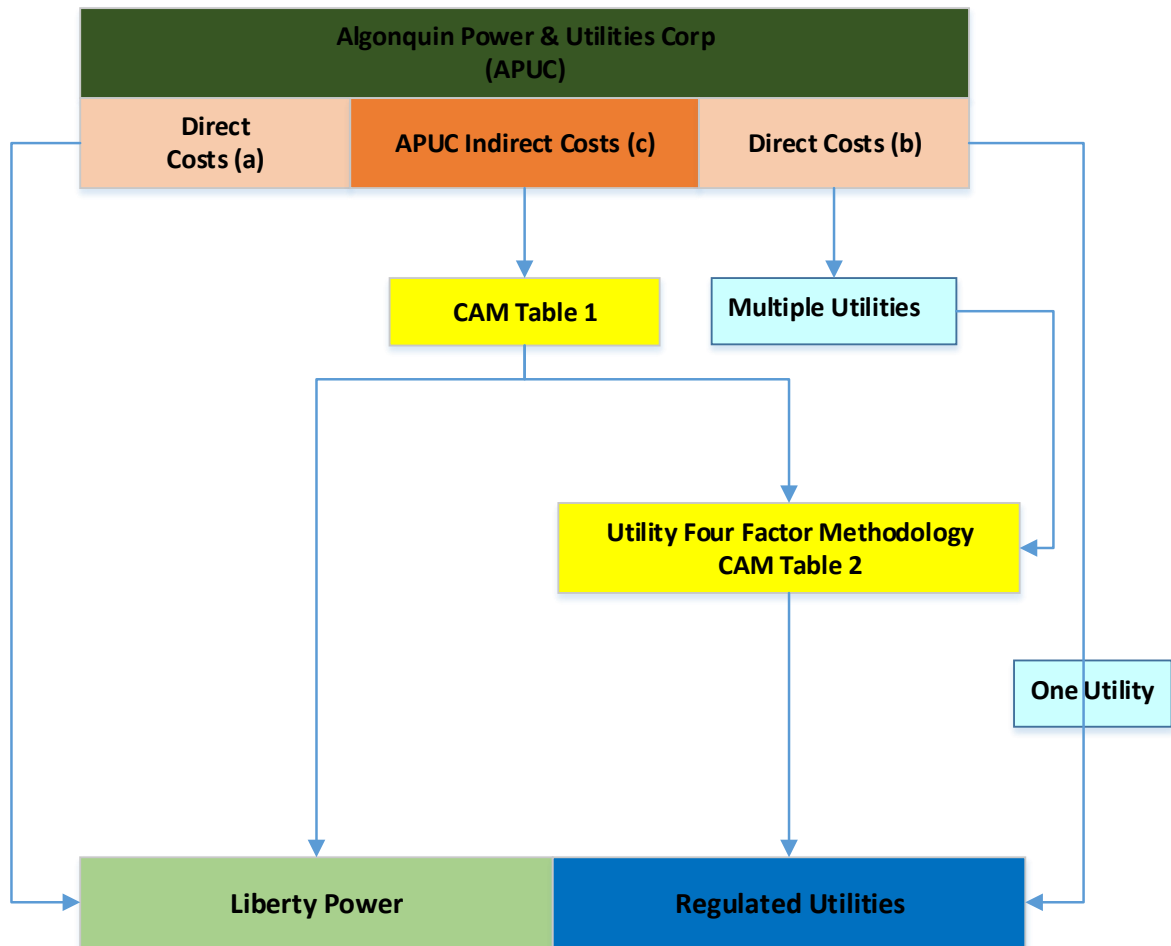 Algonquin Power & Utilities Corp
(APUC)
Direct
Costs (a)
APUC Indirect Costs (c)
Direct Costs (b)
CAM Table 1
Multiple Utilities
Utility Four Factor Methodology
CAM Table 2
One Utility
Liberty Power
Regulated Utilities